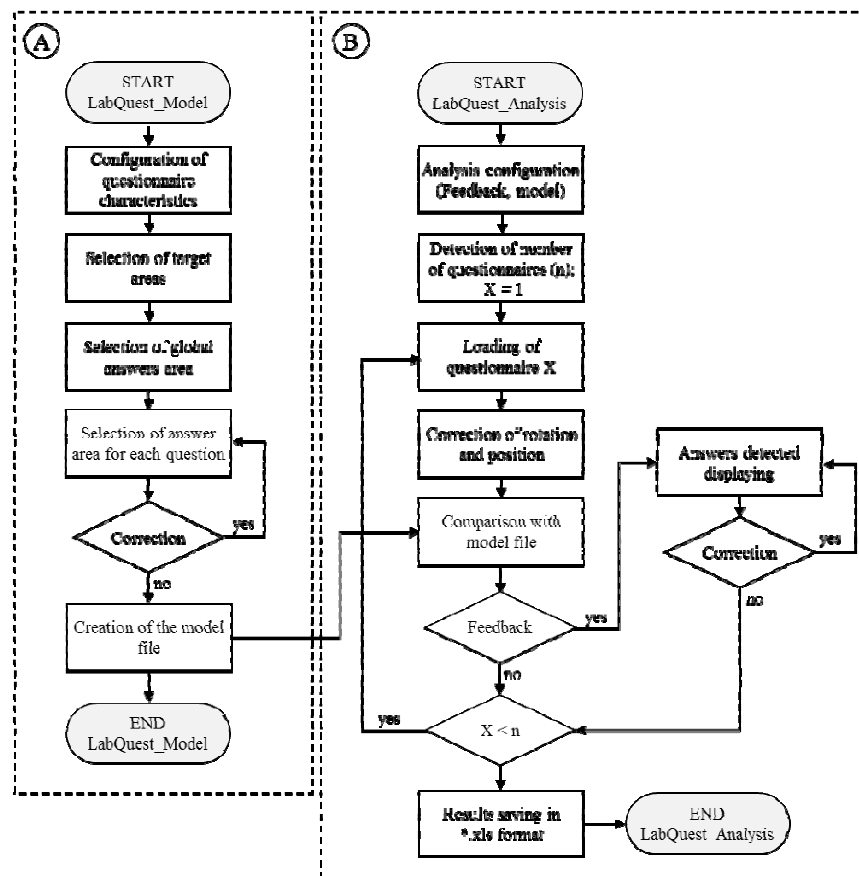 A
START
LabQuest_Model
Configuration of
questionnaire
characteristics
Selection of target
areas
Selection of global
answers area
Selection of answer
area for each question
yes
Correction
no
Creation of the model
file
END
LabQuest_Model
B
START
LabQuest_Analysis
Analysis configuration
(Feedback, model)
Detection of number
of questionnaires (n);
X = 1
Loading of
questionnaire X
Correction of rotation
and position
Comparison with
model file
Feedback
yes
no
Answers detected
displaying
yes
Correction
no
yes
X < n
Results saving in
*.xls format
END
LabQuest_Analysis